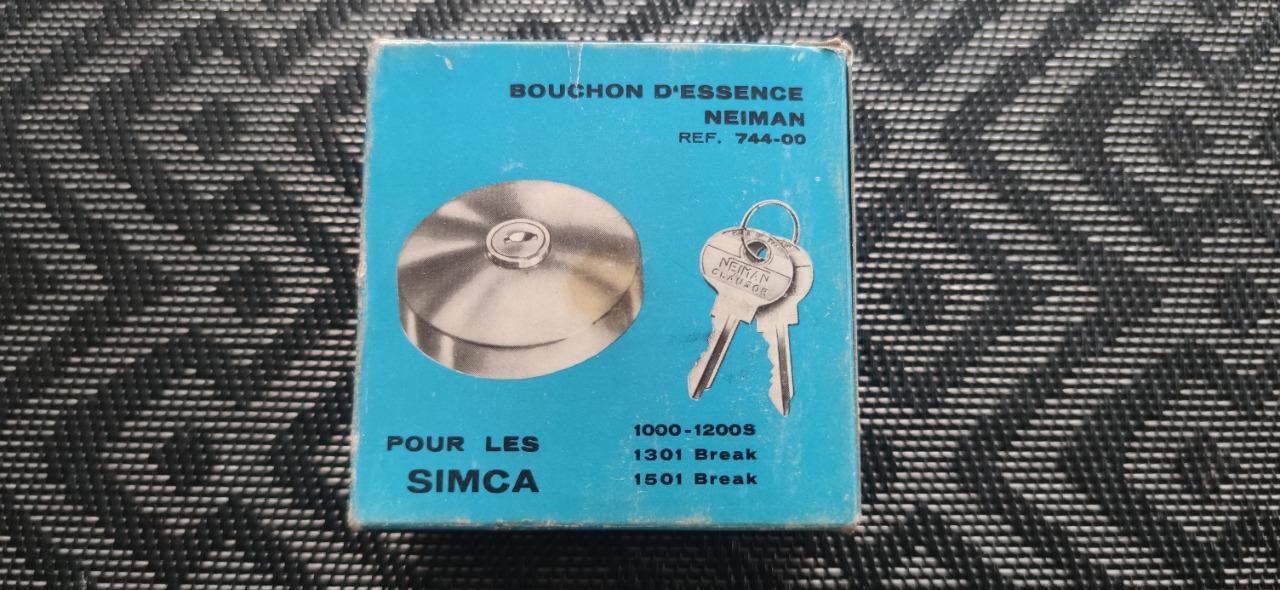 BOUCHON D'ESSENCE
NEIMAN
REF. 744-00
NEIMAN
CLAUSOR
POUR LES
SIMCA
1000-1200S
1301 Break
1501 Break